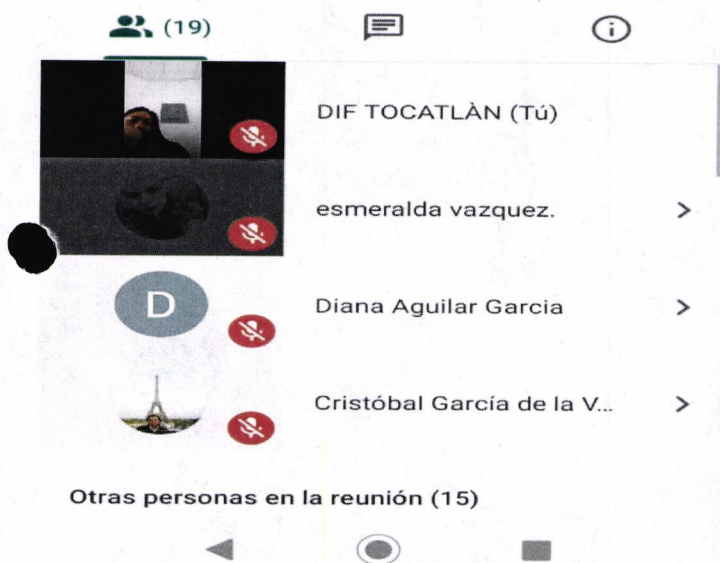 (19)
DIF TOCATLÀN (Tú)
esmeralda vazquez.
D
Diana Aguilar Garcia
Cristóbal García de la V...
Otras personas en la reunión (15)